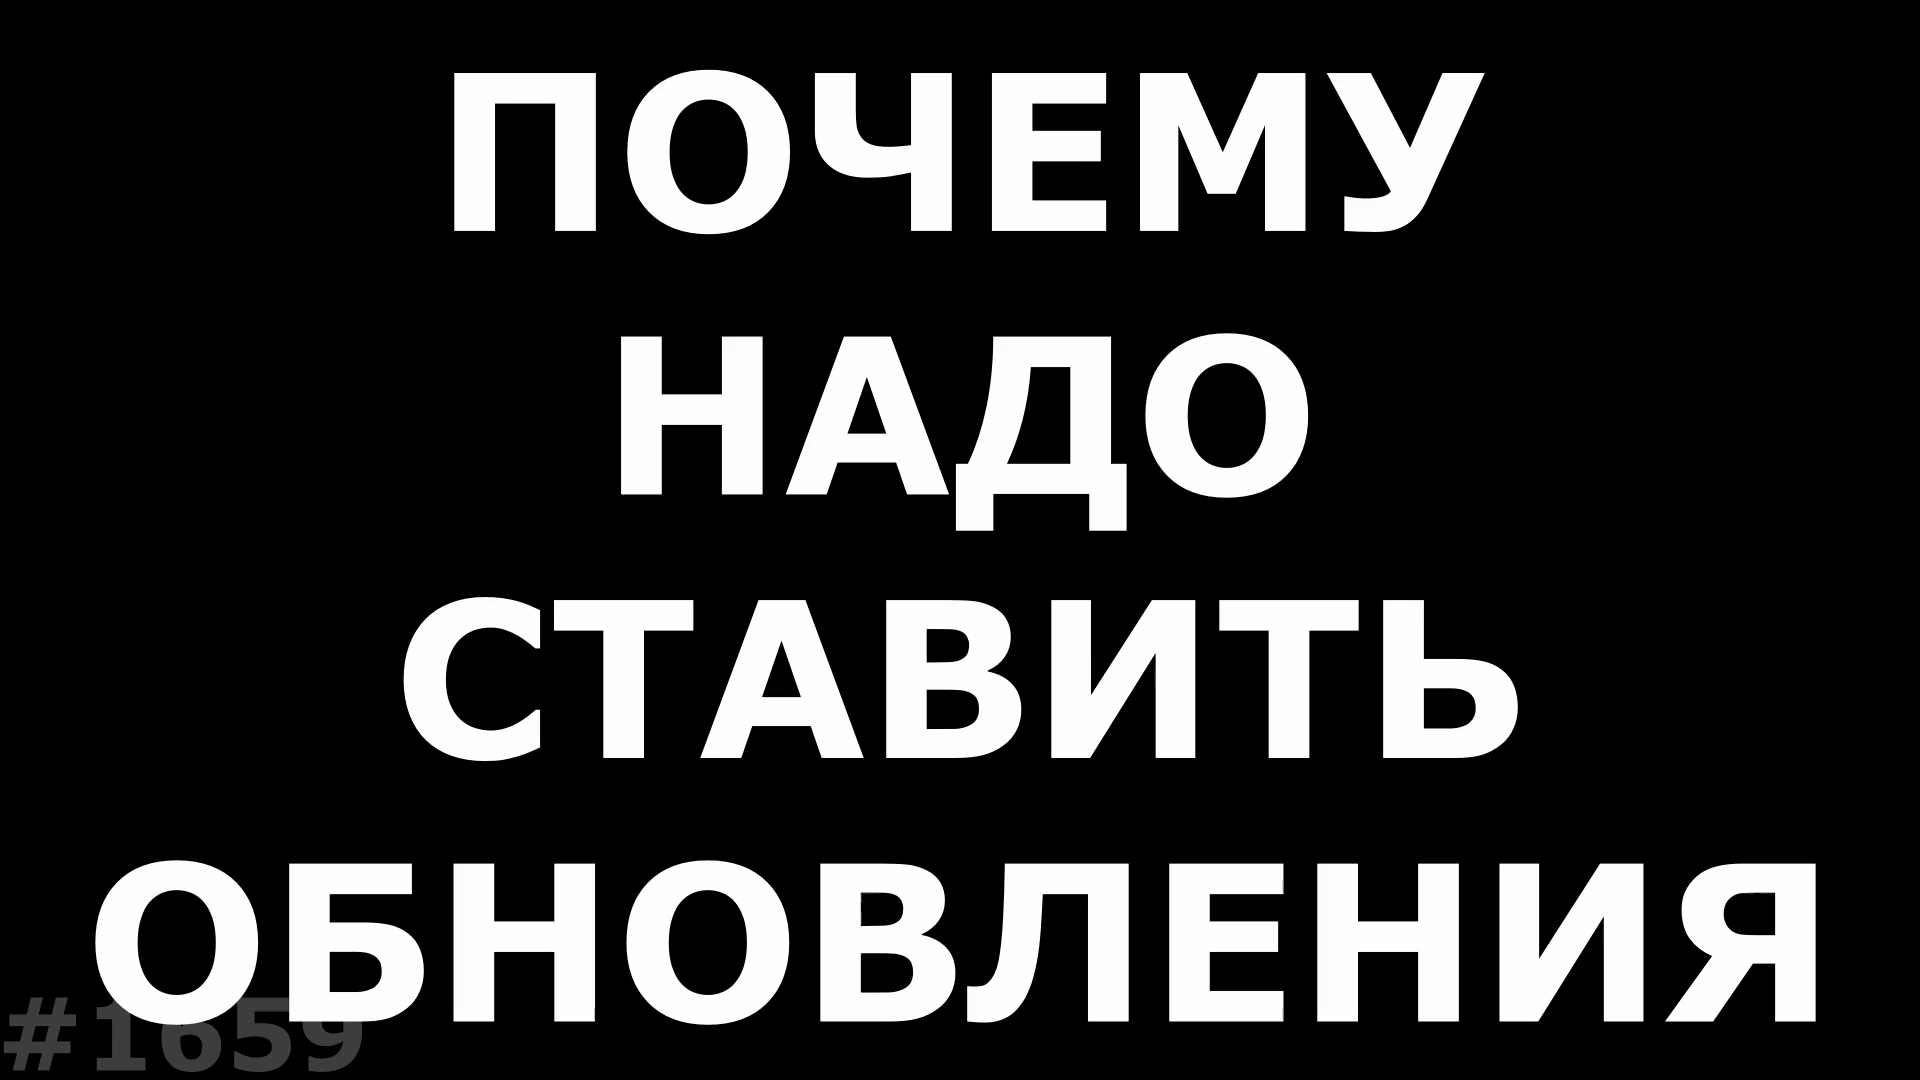 ПОЧЕМУ
НАДО
СТАВИТЬ
ОБНОВЛЕНИЯ
#1659